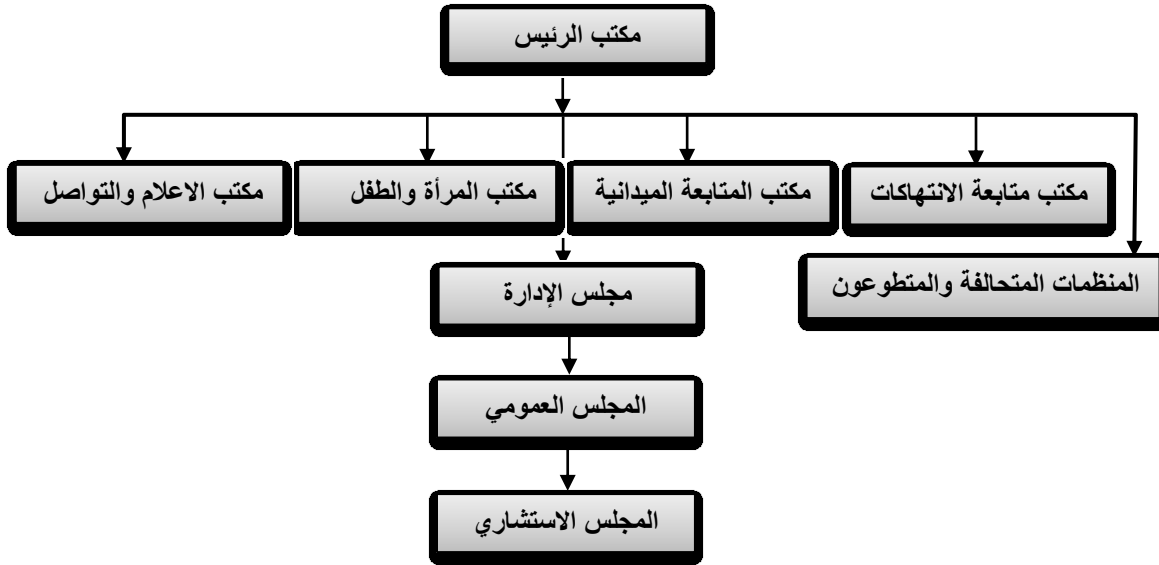 مكتب الرئيس
مكتب متابعة الانتهاكات
مكتب المتابعة الميدانية
مكتب المرأة والطفل
مكتب الاعلام والتواصل
المنظمات المتحالفة والمتطوعون
مجلس الإدارة
المجلس العمومي
المجلس الاستشاري